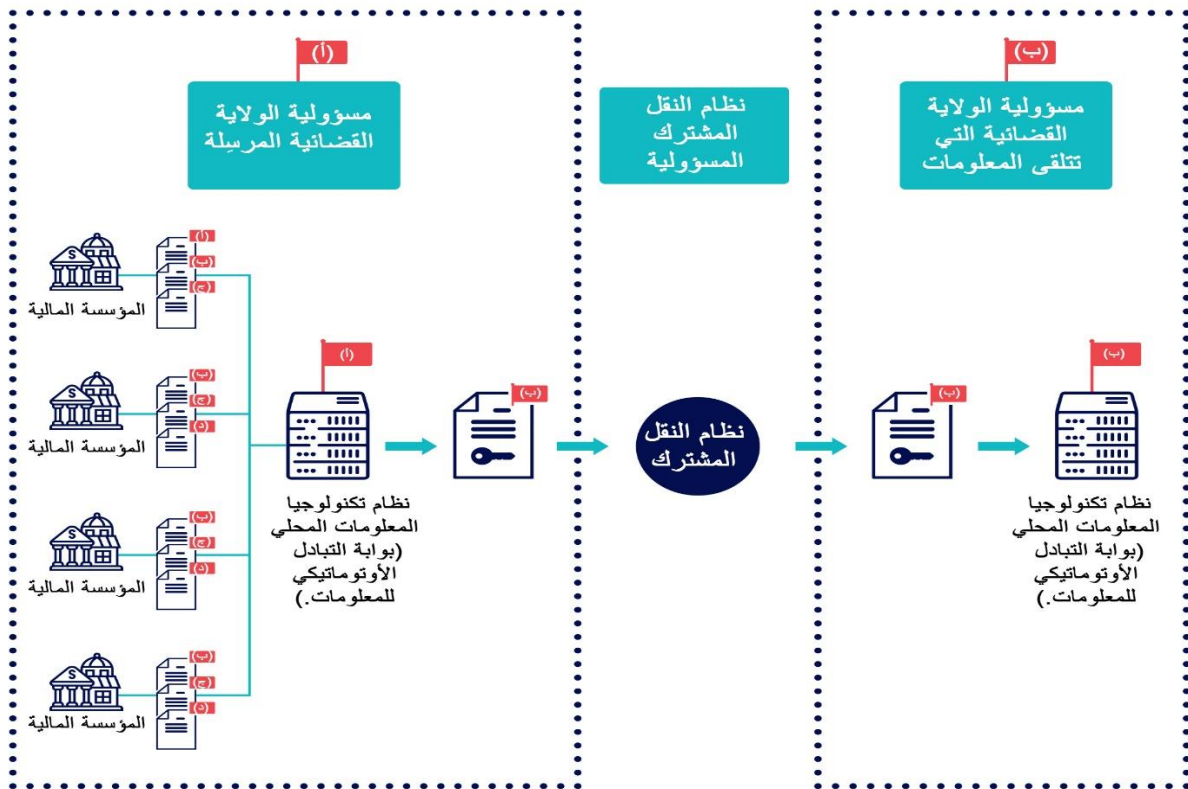 (أ)
مسؤولية الولاية
القضائية المرسِلة
نظام النقل
المشترك
المسؤولية
(ب)
مسؤولية الولاية
القضائية التي
تتلقى المعلومات
(أ)
(ب)
(ج)
المؤسسة المالية
(ب)
(ج)
(د)
المؤسسة المالية
(ب)
(ج)
(د)
المؤسسة المالية
(ب)
(ج)
(د)
المؤسسة المالية
(أ)
نظام تكنولوجيا
المعلومات المحلي
(بوابة التبادل
الأوتوماتيكي
للمعلومات.)
(ب)
نظام النقل
المشترك
(ب)
(ب)
نظام تكنولوجيا
المعلومات المحلي
(بوابة التبادل
الأوتوماتيكي
للمعلومات.)